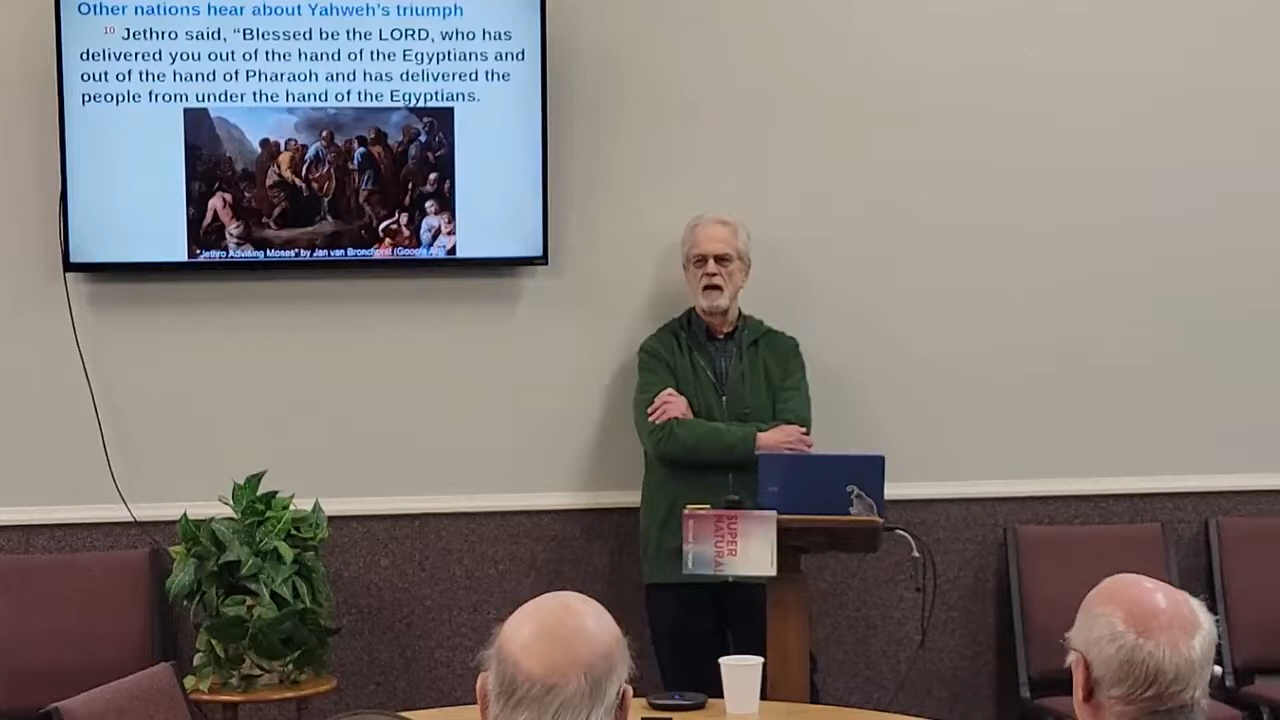 Other nations hear about Yahweh's triumph
10 Jethro said, “Blessed be the LORD, who has
delivered you out of the hand of the Egyptians and
out of the hand of Pharaoh and has delivered the
people from under the hand of the Egyptians.
"Jethro Advising Moses" by Jan van Bronchorst (Google Art)
SUPER
NATURAL